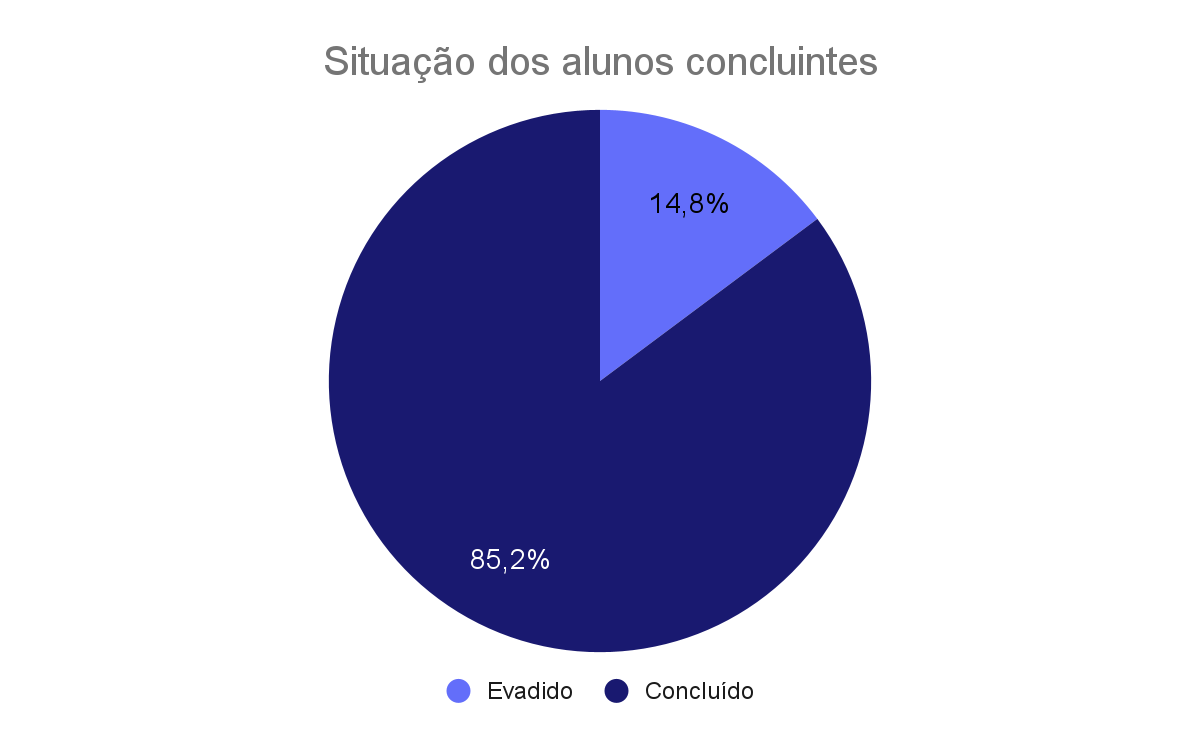 Situação dos alunos concluintes
14,8%
85,2%
Evadido
Concluído